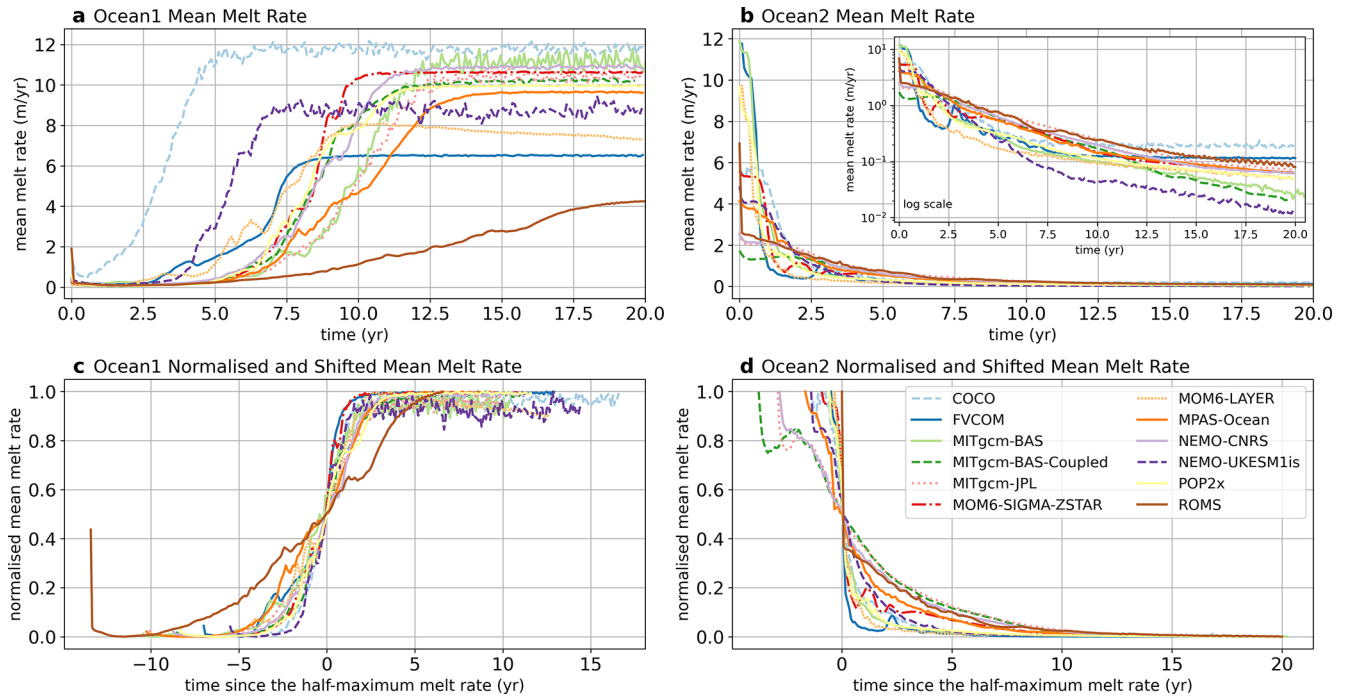 a Ocean1 Mean Melt Rate
mean melt rate (m/yr)
12
10
8
6
4
2
0
0.0 2.5 5.0 7.5 10.0 12.5 15.0 17.5 20.0
time (yr)
b Ocean2 Mean Melt Rate
mean melt rate (m/yr)
12
10
8
6
4
2
0
0.0 2.5 5.0 7.5 10.0 12.5 15.0 17.5 20.0
time (yr)
mean melt rate (m/yr)
10¹
10⁰
10⁻¹
10⁻²
log scale
0.0 2.5 5.0 7.5 10.0 12.5 15.0 17.5 20.0
time (yr)
c Ocean1 Normalised and Shifted Mean Melt Rate
normalised mean melt rate
1.0
0.8
0.6
0.4
0.2
0.0
−10 −5 0 5 10 15
time since the half-maximum melt rate (yr)
d Ocean2 Normalised and Shifted Mean Melt Rate
normalised mean melt rate
1.0
0.8
0.6
0.4
0.2
0.0
0 5 10 15 20
time since the half-maximum melt rate (yr)
COCO
FVCOM
MITgcm-BAS
MITgcm-BAS-Coupled
MITgcm-JPL
MOM6-SIGMA-ZSTAR
MOM6-LAYER
MPAS-Ocean
NEMO-CNRS
NEMO-UKESM1is
POP2x
ROMS